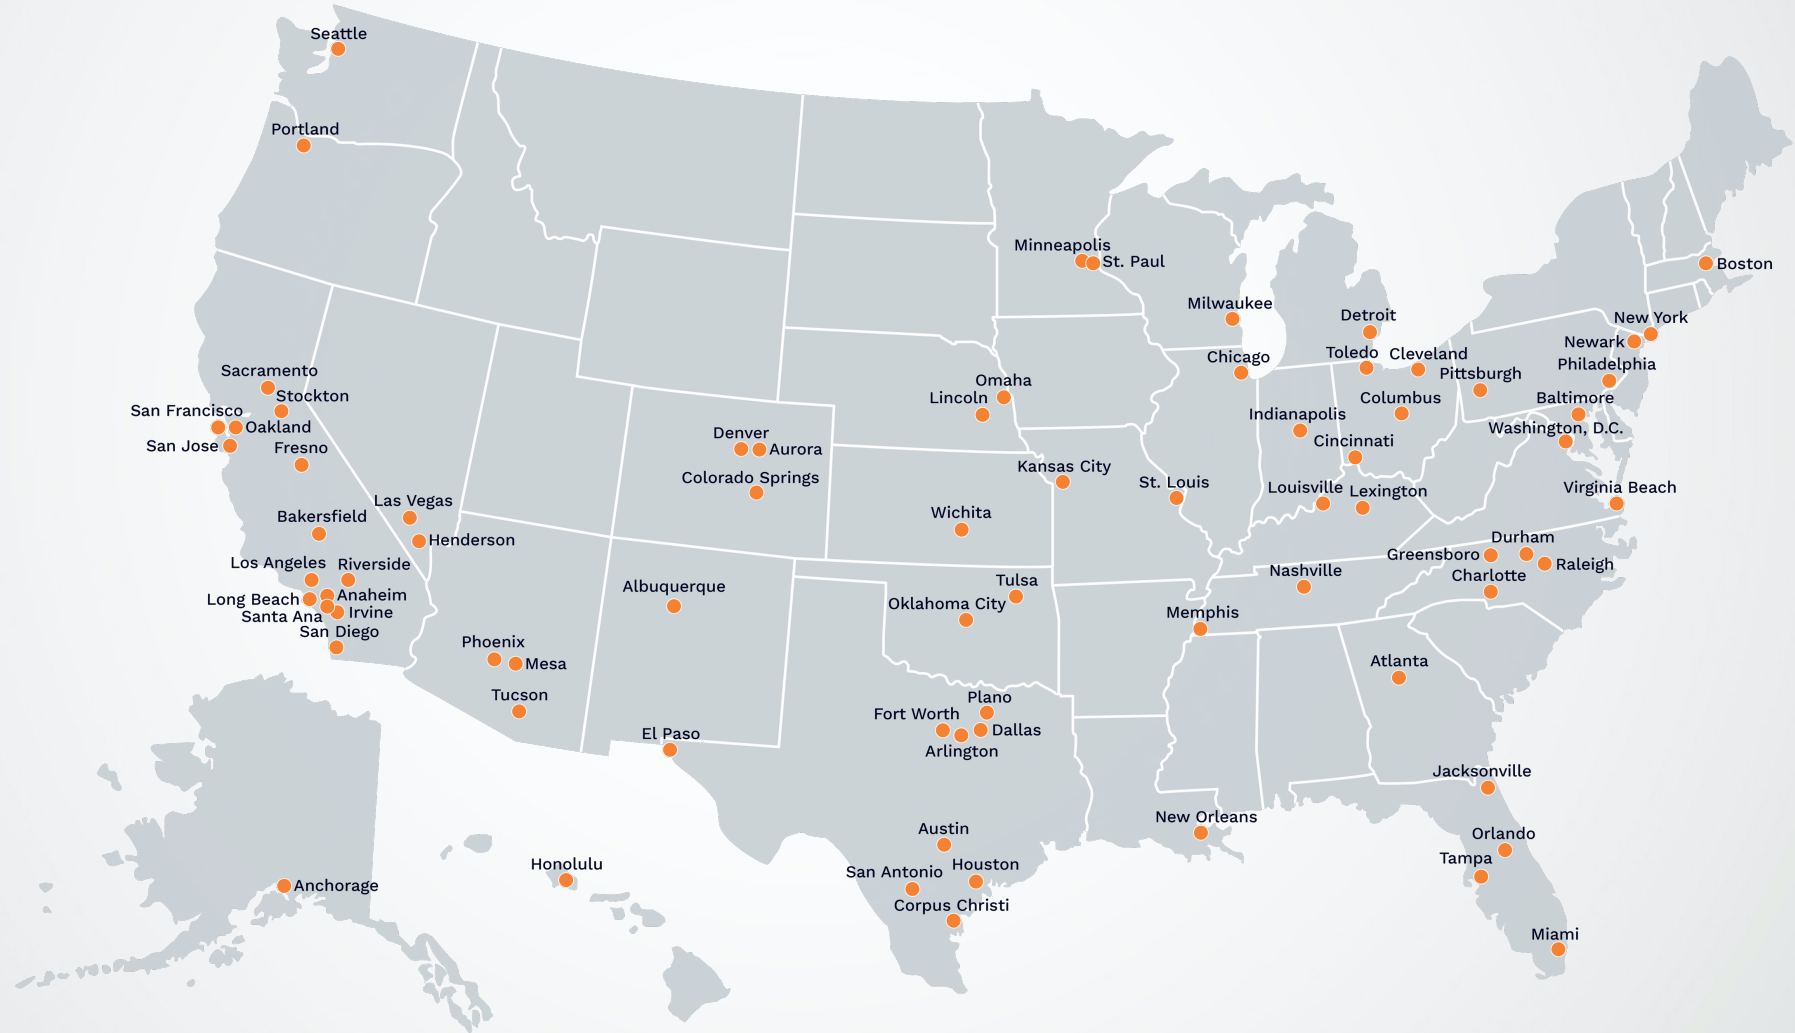 Seattle
Portland
Minneapolis
St. Paul
Boston
Milwaukee
Detroit
New York
Newark
Chicago
Toledo
Cleveland
Philadelphia
Pittsburgh
Sacramento
Stockton
Omaha
Lincoln
Columbus
Baltimore
San Francisco
Oakland
Indianapolis
Washington, D.C.
San Jose
Fresno
Denver
Aurora
Cincinnati
Colorado Springs
Kansas City
St. Louis
Louisville
Lexington
Virginia Beach
Las Vegas
Bakersfield
Wichita
Henderson
Durham
Greensboro
Raleigh
Los Angeles
Riverside
Charlotte
Nashville
Albuquerque
Tulsa
Long Beach
Anaheim
Oklahoma City
Santa Ana
Irvine
Memphis
San Diego
Phoenix
Mesa
Atlanta
Tucson
Plano
Fort Worth
Dallas
El Paso
Arlington
Jacksonville
New Orleans
Austin
Orlando
Tampa
Honolulu
San Antonio
Houston
Anchorage
Corpus Christi
Miami